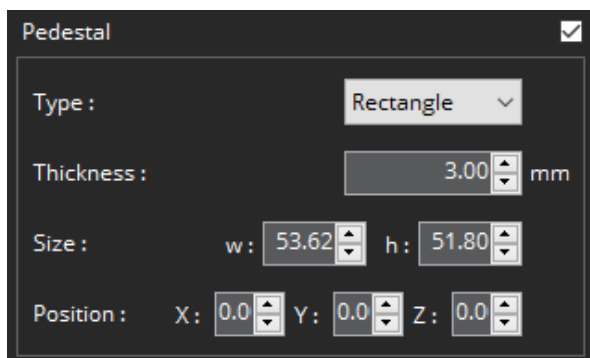 Pedestal
Type : Rectangle
Thickness : 3.00 mm
Size : w : 53.62 h : 51.80
Position : X : 0.0 Y : 0.0 Z : 0.0